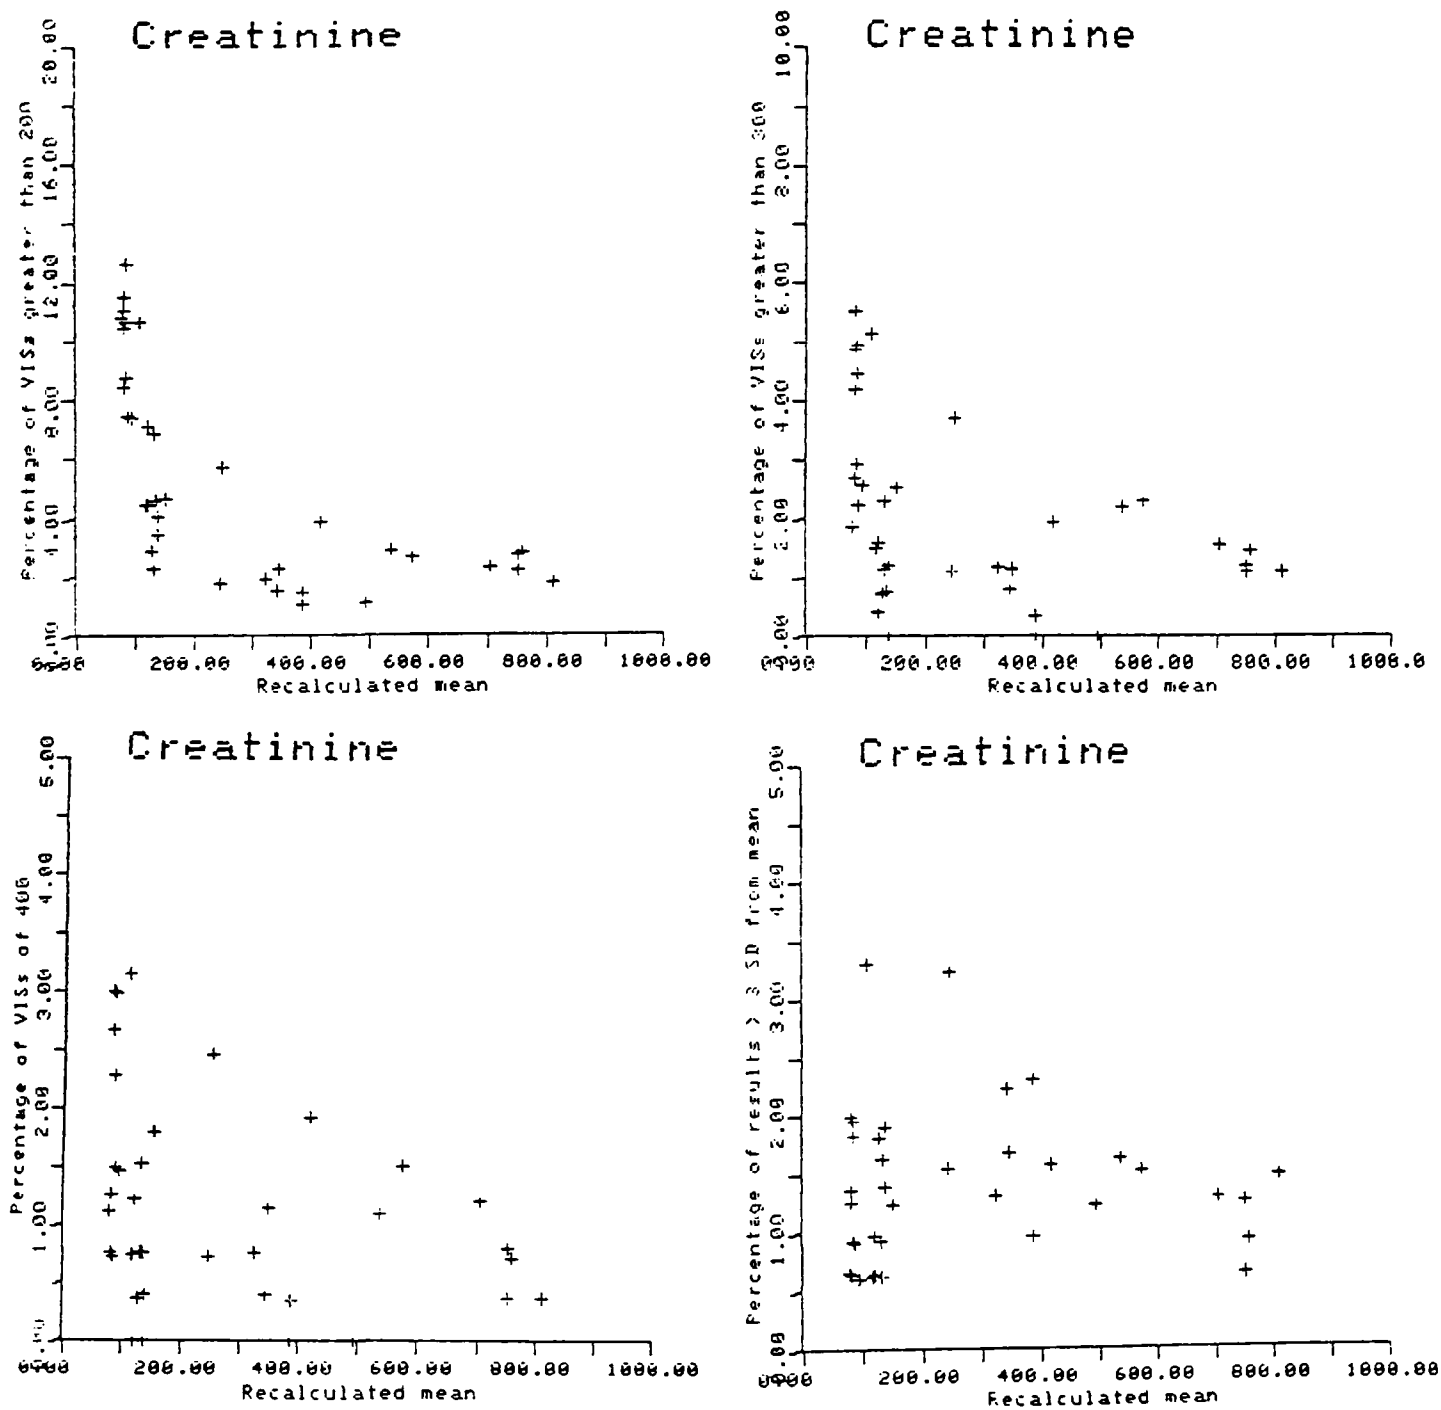 Creatinine
Percentage of VISs greater than 200
20.00
16.00
12.00
8.00
4.00
200.00 400.00 600.00 800.00 1000.00
Recalculated mean
Creatinine
Percentage of VISs greater than 300
10.00
8.00
6.00
4.00
2.00
200.00 400.00 600.00 800.00 1000.0
Recalculated mean
Creatinine
Percentage of VISs of 400
5.00
4.00
3.00
2.00
1.00
200.00 400.00 600.00 800.00 1000.00
Recalculated mean
Creatinine
Percentage of results > 3 SD from mean
5.00
4.00
3.00
2.00
1.00
200.00 400.00 600.00 800.00 1000.00
Recalculated mean